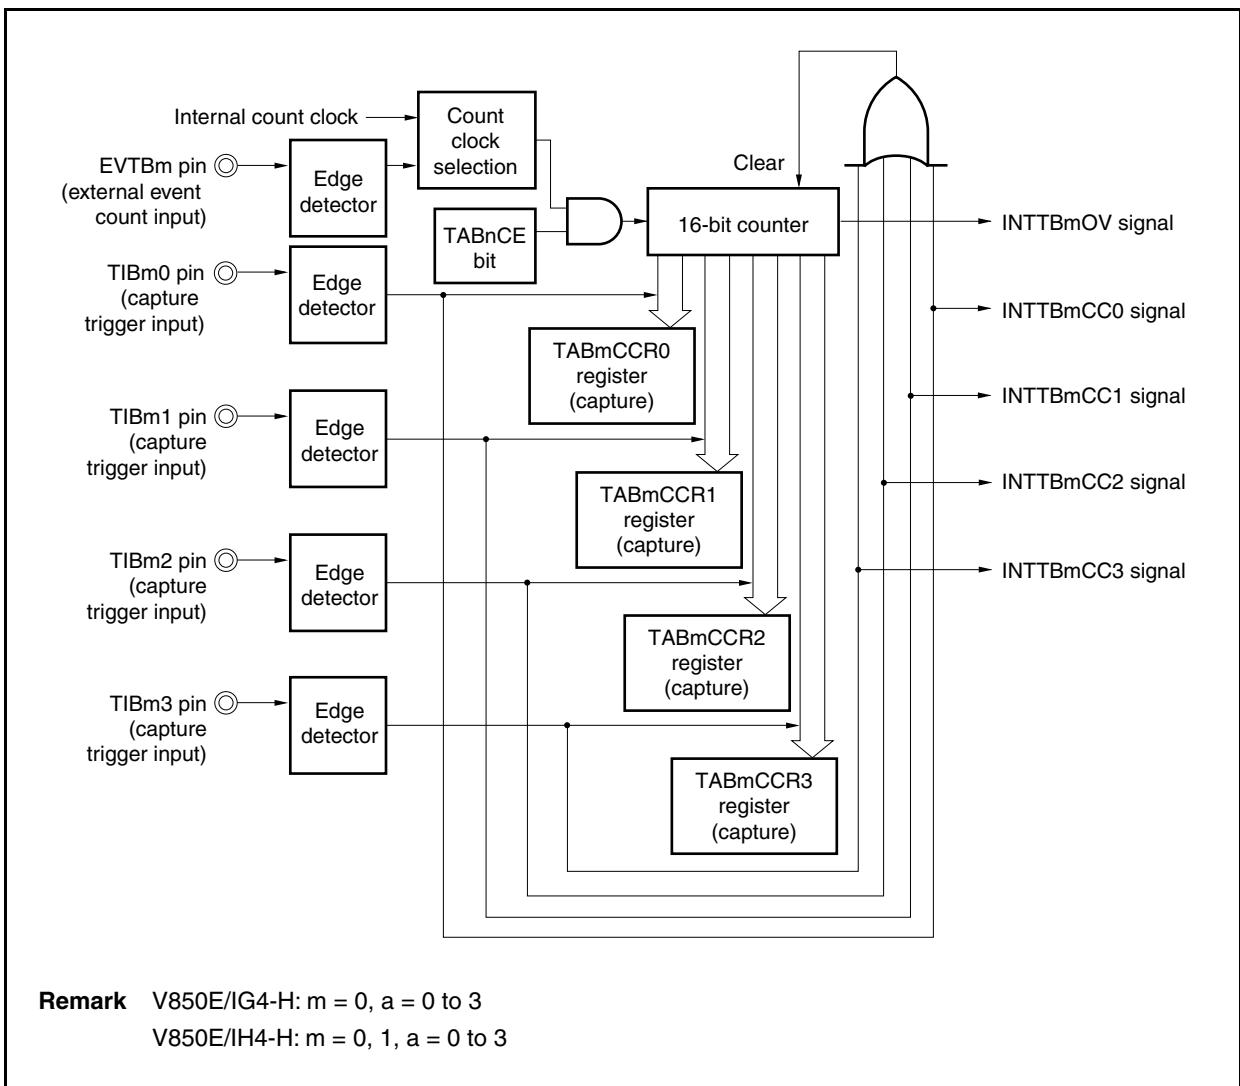 Internal count clock
Count
clock
selection
EVTBm pin
(external event
count input)
Edge
detector
Clear
TABnCE
bit
16-bit counter
INTTBmOV signal
TIBm0 pin
(capture
trigger input)
Edge
detector
INTTBmCC0 signal
TABmCCR0
register
(capture)
TIBm1 pin
(capture
trigger input)
Edge
detector
INTTBmCC1 signal
TABmCCR1
register
(capture)
INTTBmCC2 signal
TIBm2 pin
(capture
trigger input)
Edge
detector
INTTBmCC3 signal
TABmCCR2
register
(capture)
TIBm3 pin
(capture
trigger input)
Edge
detector
TABmCCR3
register
(capture)
Remark V850E/IG4-H: m = 0, a = 0 to 3
V850E/IH4-H: m = 0, 1, a = 0 to 3